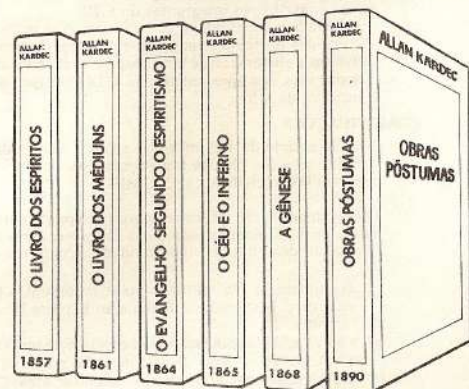 ALLAN
KARDEC
O LIVRO DOS ESPÍRITOS
1857
ALLAN
KARDEC
O LIVRO DOS MÉDIUNS
1861
ALLAN
KARDEC
O EVANGELHO SEGUNDO O ESPIRITISMO
1864
ALLAN
KARDEC
O CÉU E O INFERNO
1865
ALLAN
KARDEC
A GÊNESE
1868
ALLAN
KARDEC
OBRAS PÓSTUMAS
1890
ALLAN KARDEC
OBRAS
PÓSTUMAS